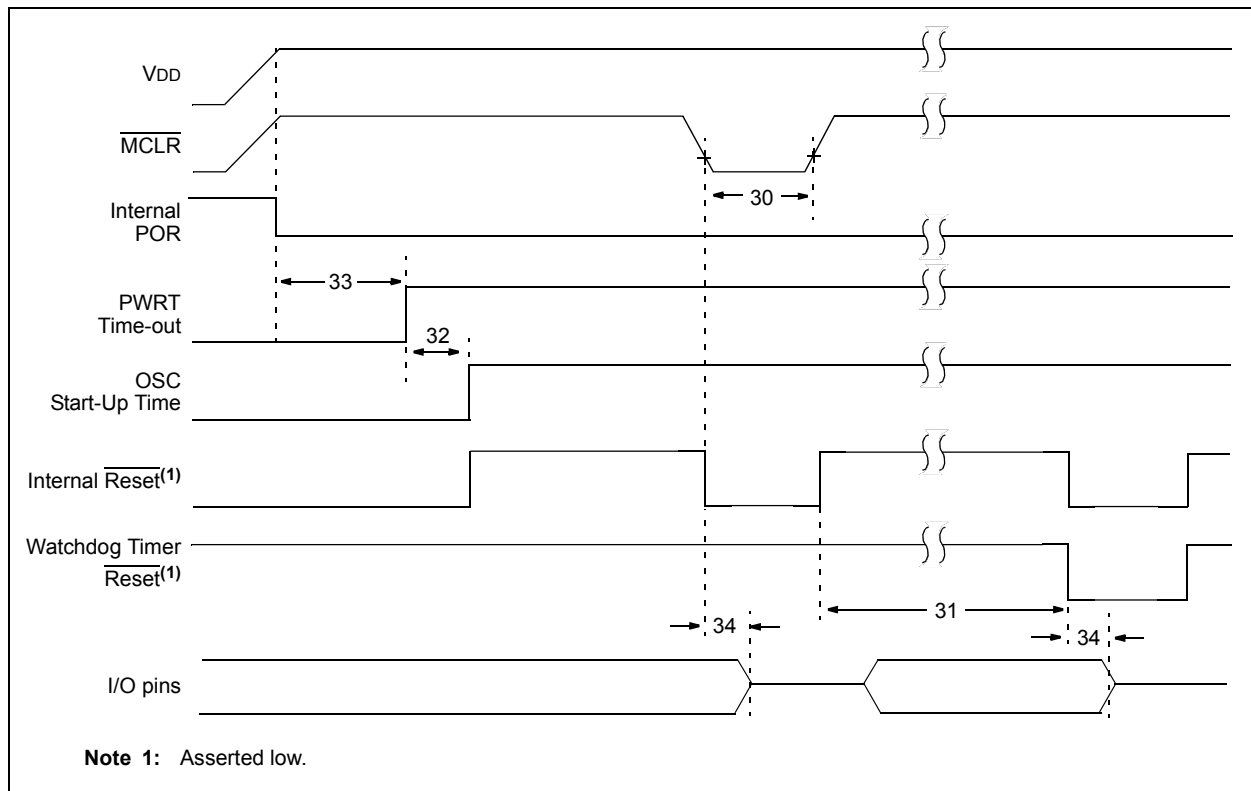 VDD
MCLR
30
Internal
POR
33
PWRT
Time-out
32
OSC
Start-Up Time
Internal Reset(1)
Watchdog Timer
Reset(1)
31
34
34
I/O pins
Note 1: Asserted low.